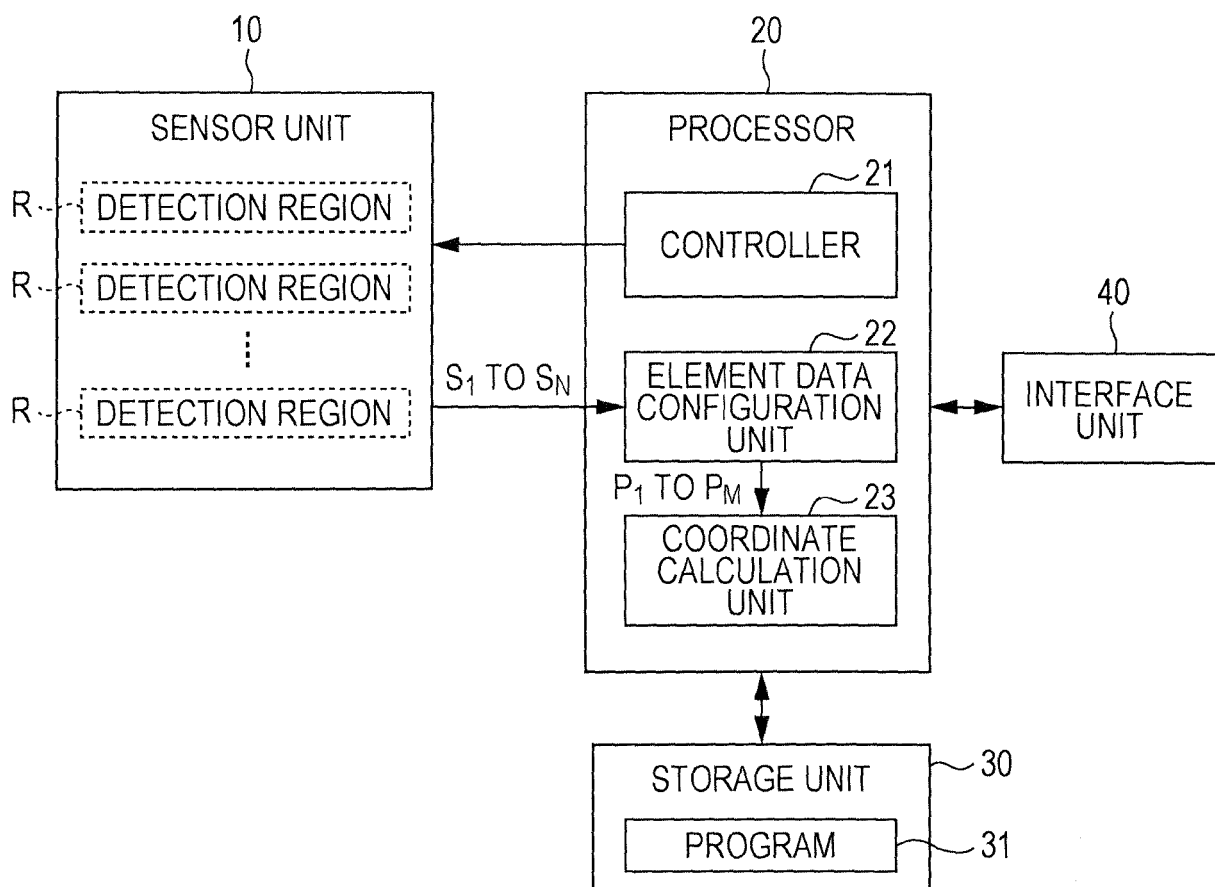 10
SENSOR UNIT
R
DETECTION REGION
R
DETECTION REGION
R
DETECTION REGION
S1 TO SN
20
PROCESSOR
21
CONTROLLER
22
ELEMENT DATA
CONFIGURATION
UNIT
P1 TO PM
23
COORDINATE
CALCULATION
UNIT
40
INTERFACE
UNIT
STORAGE UNIT
30
PROGRAM
31